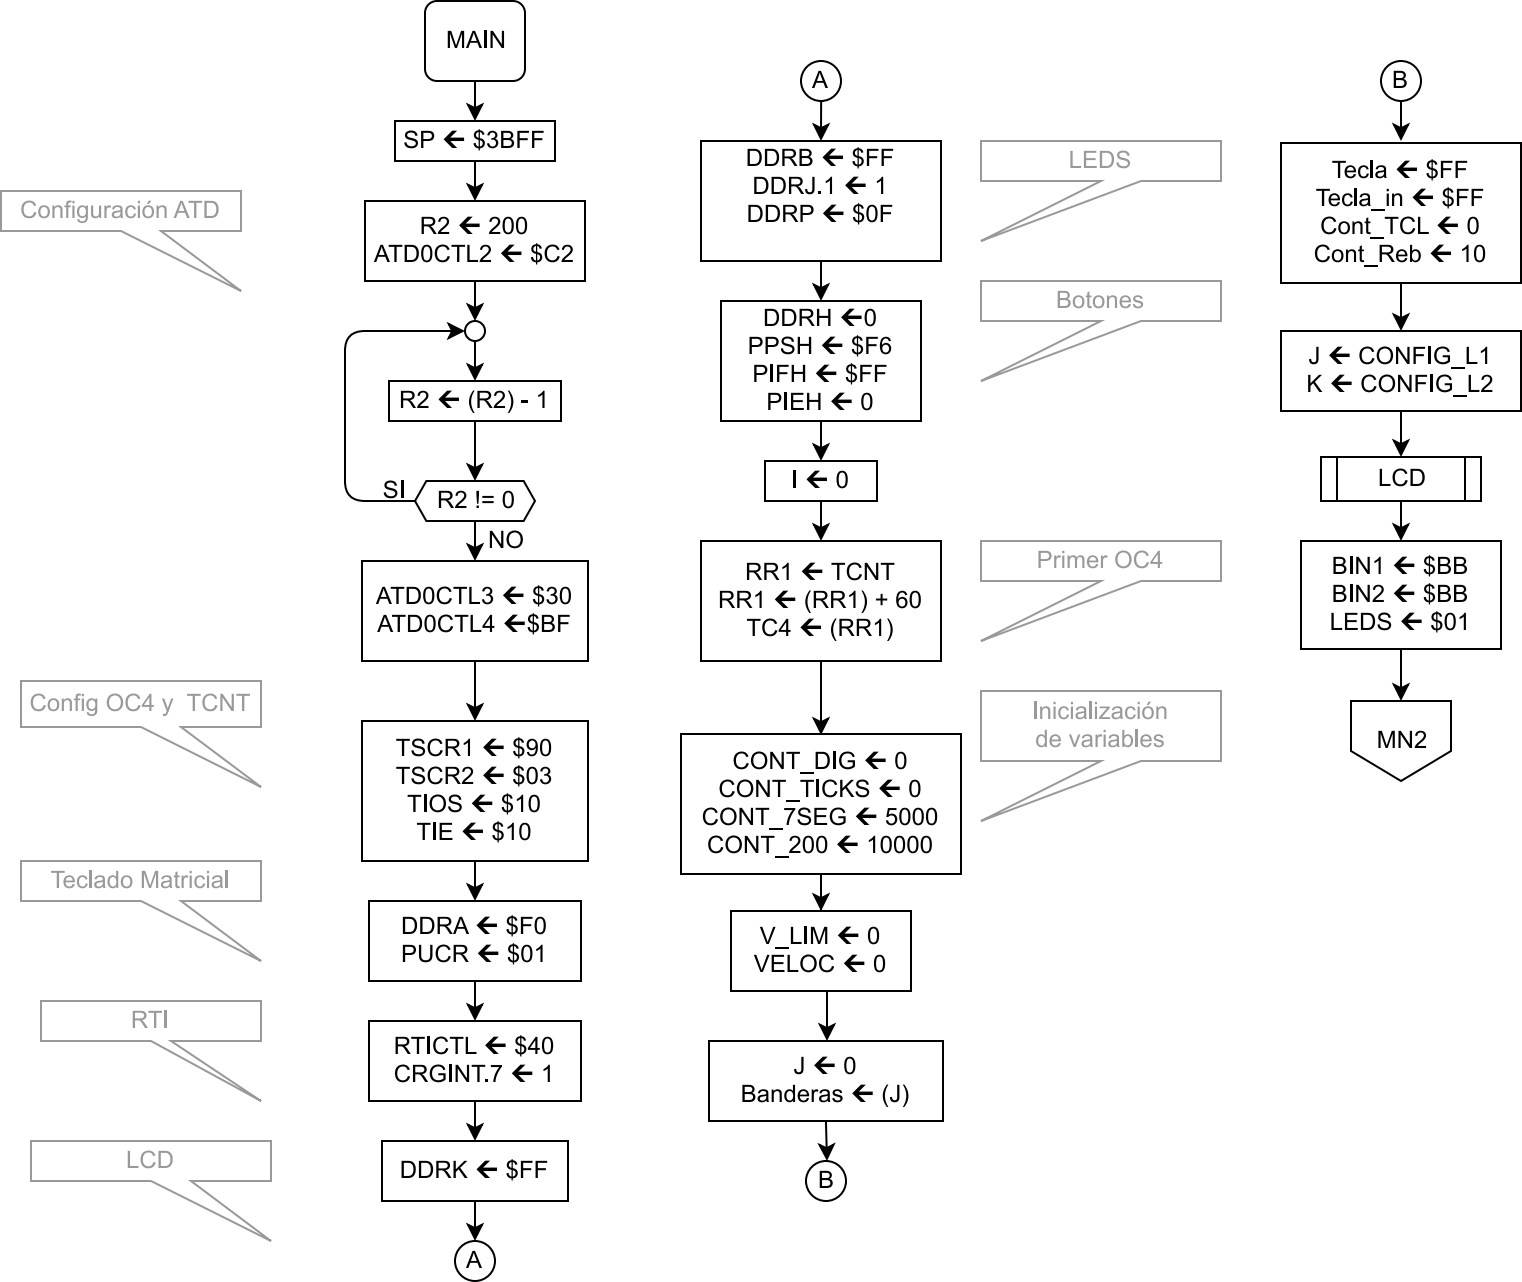 MAIN
SP ← $3BFF
Configuración ATD
R2 ← 200
ATD0CTL2 ← $C2
R2 ← (R2) - 1
SI
R2 != 0
NO
ATD0CTL3 ← $30
ATD0CTL4 ←$BF
Config OC4 y TCNT
TSCR1 ← $90
TSCR2 ← $03
TIOS ← $10
TIE ← $10
Teclado Matricial
DDRA ← $F0
PUCR ← $01
RTI
RTICTL ← $40
CRGINT.7 ← 1
LCD
DDRK ← $FF
A
A
DDRB ← $FF
DDRJ.1 ← 1
DDRP ← $0F
LEDS
DDRH ←0
PPSH ← $F6
PIFH ← $FF
PIEH ← 0
Botones
I ← 0
RR1 ← TCNT
RR1 ← (RR1) + 60
TC4 ← (RR1)
Primer OC4
Inicialización
de variables
CONT_DIG ← 0
CONT_TICKS ← 0
CONT_7SEG ← 5000
CONT_200 ← 10000
V_LIM ← 0
VELOC ← 0
J ← 0
Banderas ← (J)
B
B
Tecla ← $FF
Tecla_in ← $FF
Cont_TCL ← 0
Cont_Reb ← 10
J ← CONFIG_L1
K ← CONFIG_L2
LCD
BIN1 ← $BB
BIN2 ← $BB
LEDS ← $01
MN2